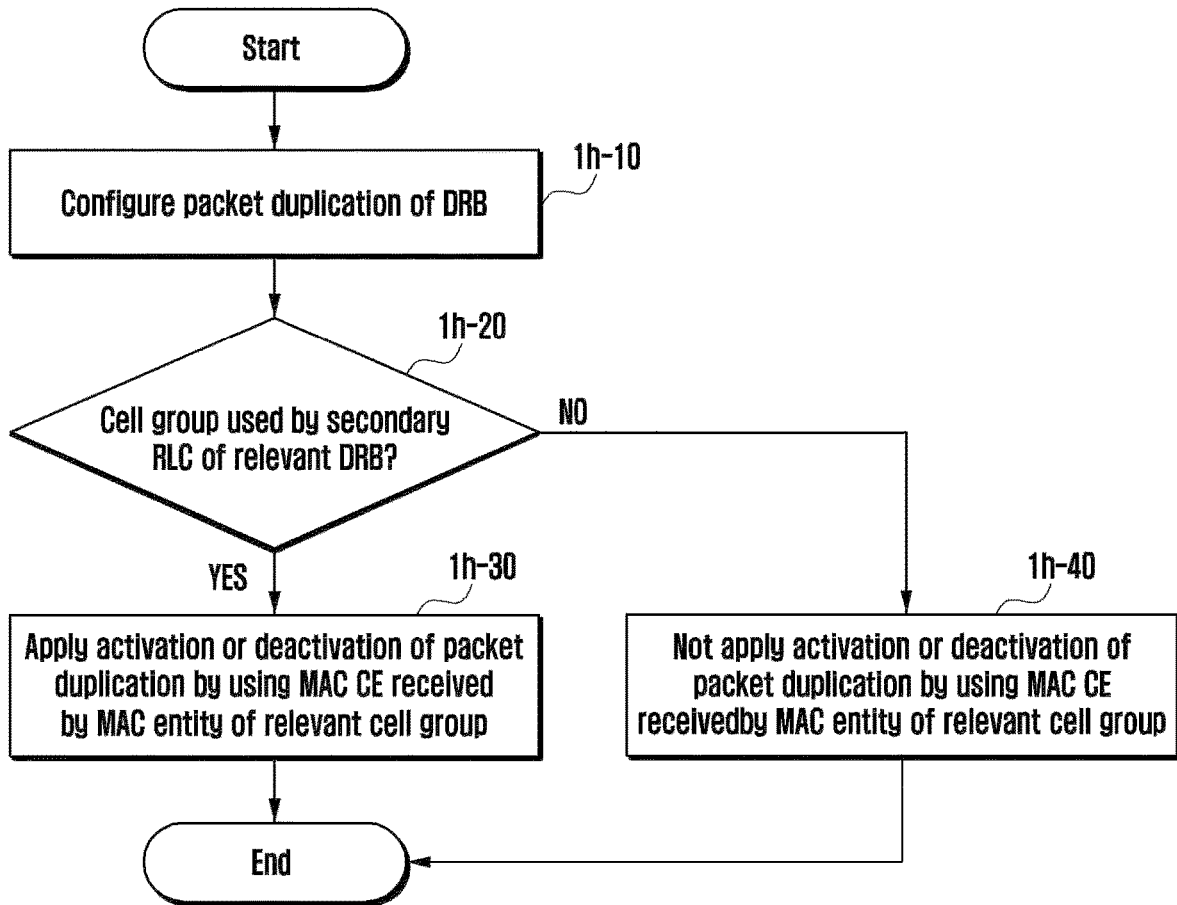 Start
1h-10
Configure packet duplication of DRB
1h-20
Cell group used by secondary
RLC of relevant DRB?
NO
YES
1h-30
Apply activation or deactivation of packet
duplication by using MAC CE received
by MAC entity of relevant cell group
1h-40
Not apply activation or deactivation of
packet duplication by using MAC CE
receivedby MAC entity of relevant cell group
End